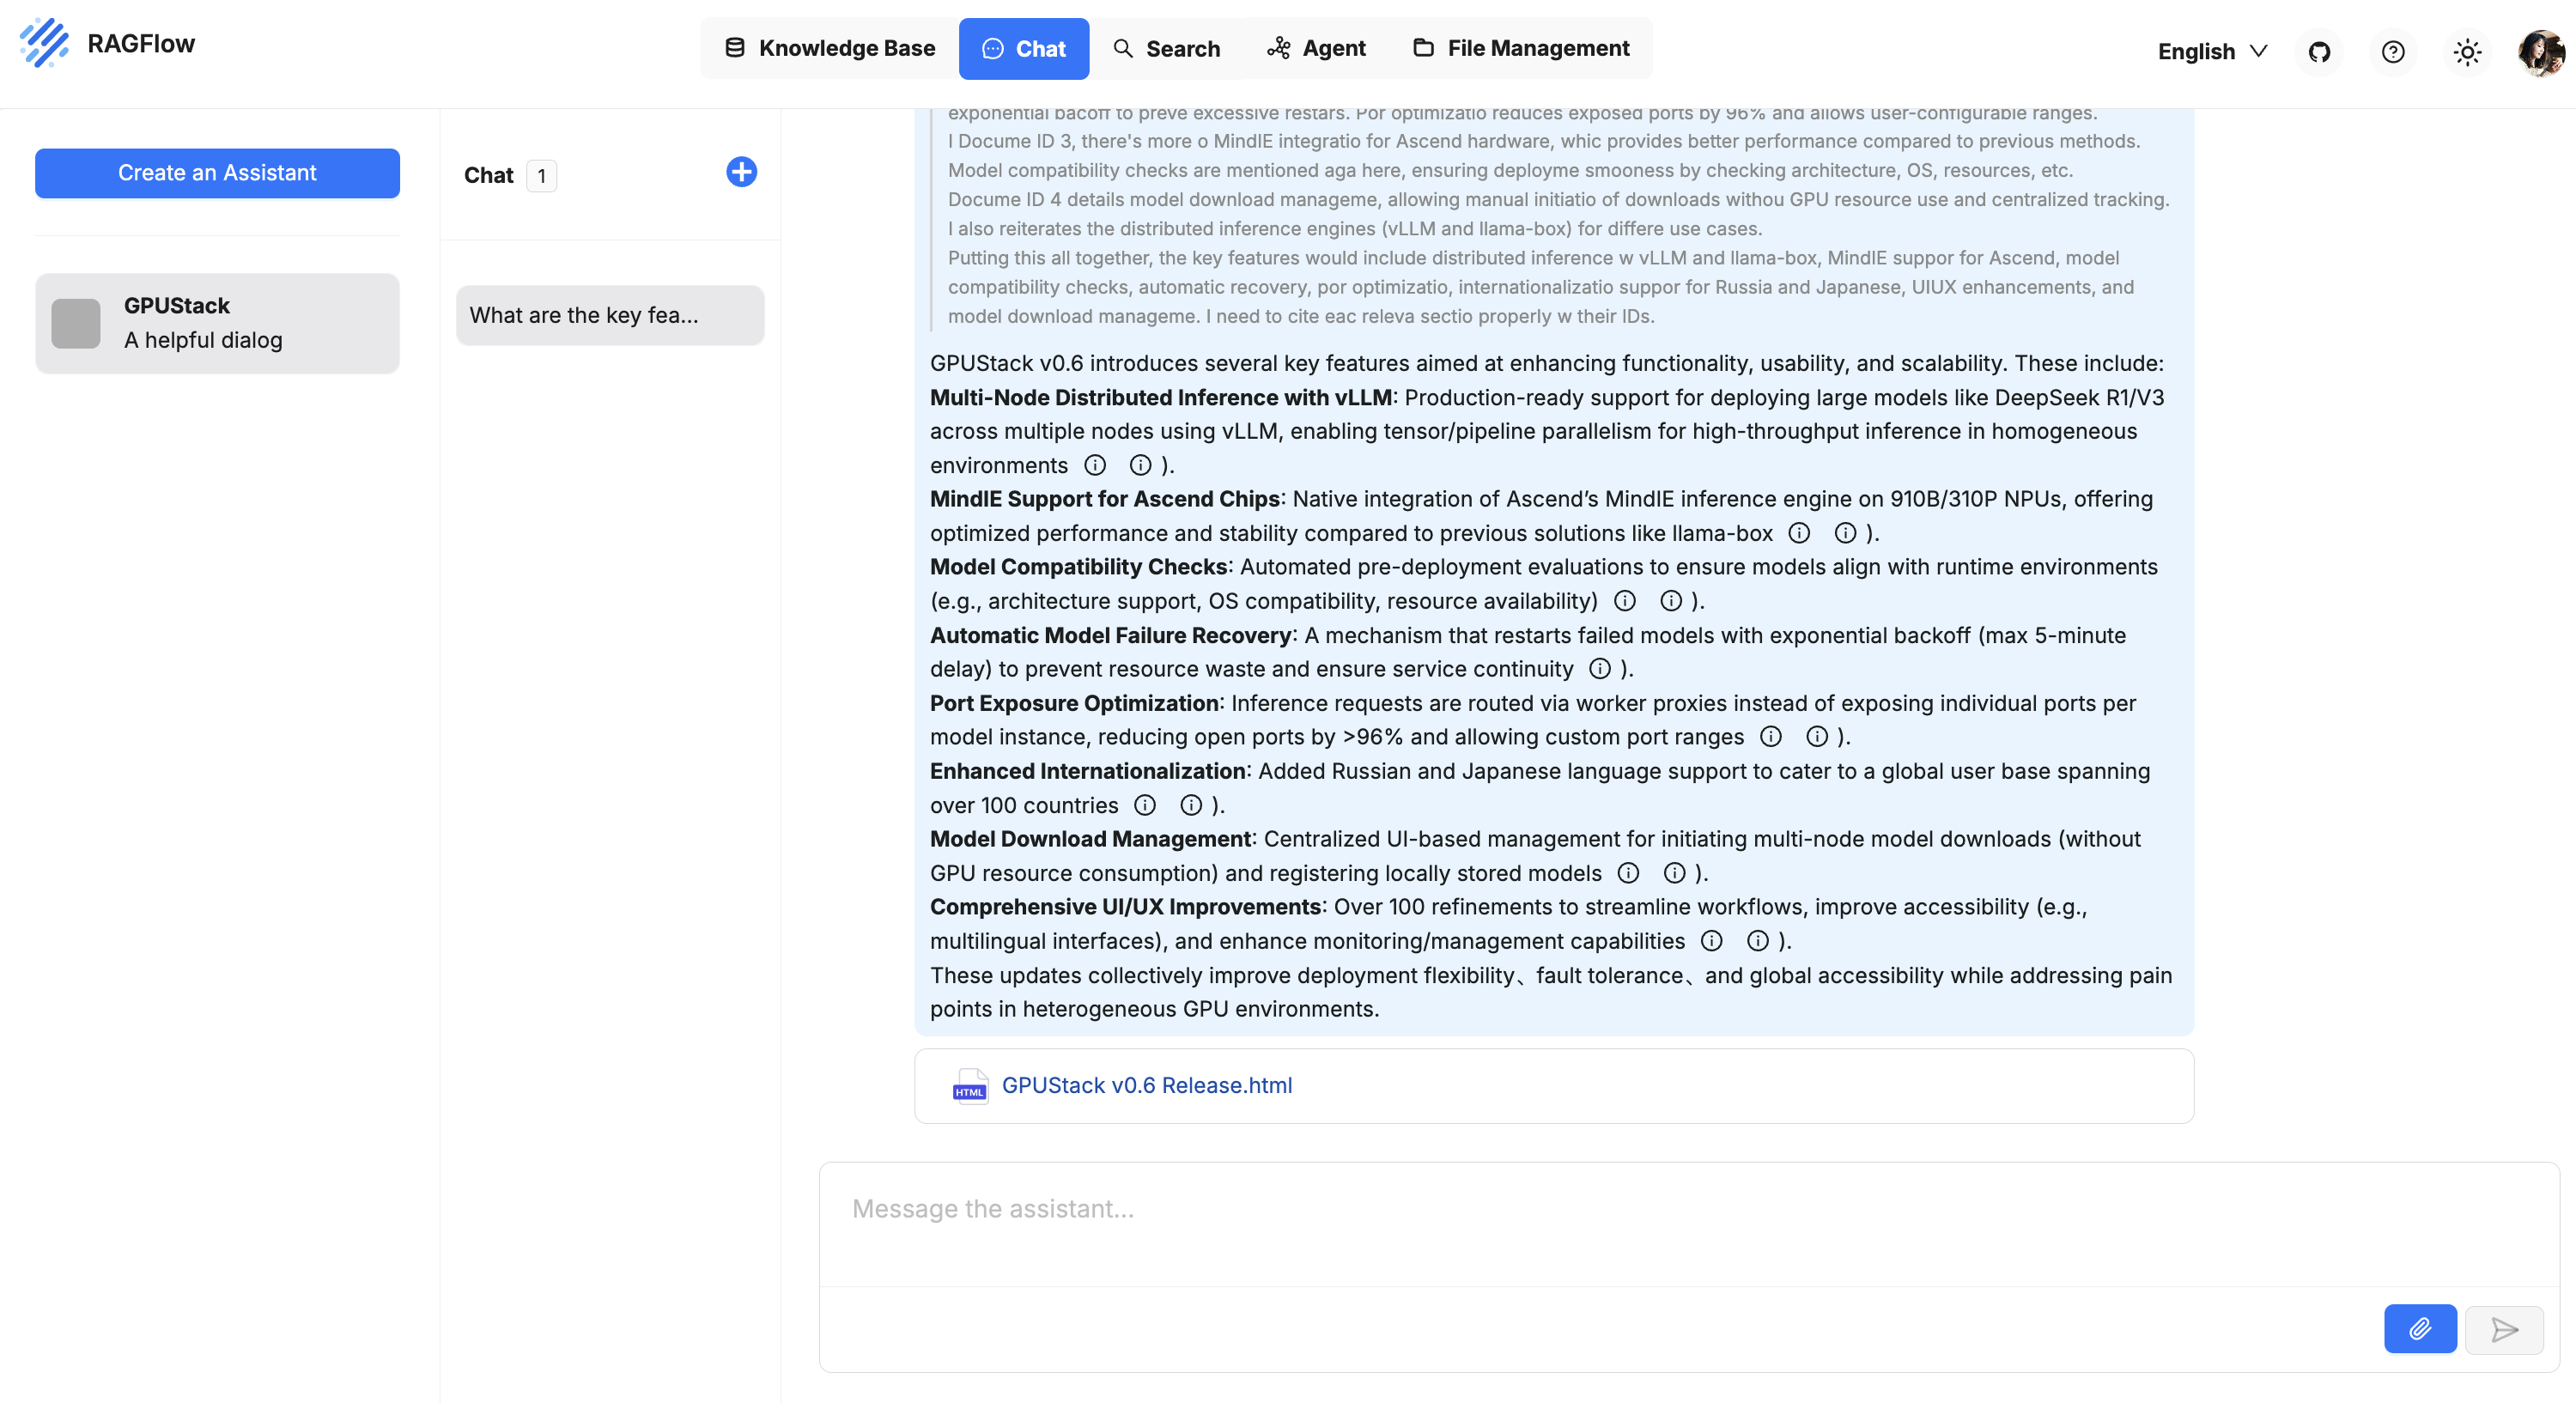 RAGFlow
Knowledge Base
Chat
Search
Agent
File Management
English
Create an Assistant
GPUStack
A helpful dialog
Chat 1
What are the key fea...
exponential bacoff to preve excessive restars. Por optimizatio reduces exposed ports by 96% and allows user-configurable ranges.
I Docume ID 3, there's more o MindIE integratio for Ascend hardware, whic provides better performance compared to previous methods.
Model compatibility checks are mentioned aga here, ensuring deployme smooness by checking architecture, OS, resources, etc.
Docume ID 4 details model download manageme, allowing manual initiatio of downloads withou GPU resource use and centralized tracking.
I also reiterates the distributed inference engines (vLLM and llama-box) for differe use cases.
Putting this all together, the key features would include distributed inference w vLLM and llama-box, MindIE suppor for Ascend, model
compatibility checks, automatic recovery, por optimizatio, internationalizatio suppor for Russia and Japanese, UIUX enhancements, and
model download manageme. I need to cite eac releva sectio properly w their IDs.
GPUStack v0.6 introduces several key features aimed at enhancing functionality, usability, and scalability. These include:
Multi-Node Distributed Inference with vLLM: Production-ready support for deploying large models like DeepSeek R1/V3
across multiple nodes using vLLM, enabling tensor/pipeline parallelism for high-throughput inference in homogeneous
environments ).
MindIE Support for Ascend Chips: Native integration of Ascend’s MindIE inference engine on 910B/310P NPUs, offering
optimized performance and stability compared to previous solutions like llama-box ).
Model Compatibility Checks: Automated pre-deployment evaluations to ensure models align with runtime environments
(e.g., architecture support, OS compatibility, resource availability) ).
Automatic Model Failure Recovery: A mechanism that restarts failed models with exponential backoff (max 5-minute
delay) to prevent resource waste and ensure service continuity ).
Port Exposure Optimization: Inference requests are routed via worker proxies instead of exposing individual ports per
model instance, reducing open ports by >96% and allowing custom port ranges ).
Enhanced Internationalization: Added Russian and Japanese language support to cater to a global user base spanning
over 100 countries ).
Model Download Management: Centralized UI-based management for initiating multi-node model downloads (without
GPU resource consumption) and registering locally stored models ).
Comprehensive UI/UX Improvements: Over 100 refinements to streamline workflows, improve accessibility (e.g.,
multilingual interfaces), and enhance monitoring/management capabilities ).
These updates collectively improve deployment flexibility、fault tolerance、and global accessibility while addressing pain
points in heterogeneous GPU environments.
HTML GPUStack v0.6 Release.html
Message the assistant...